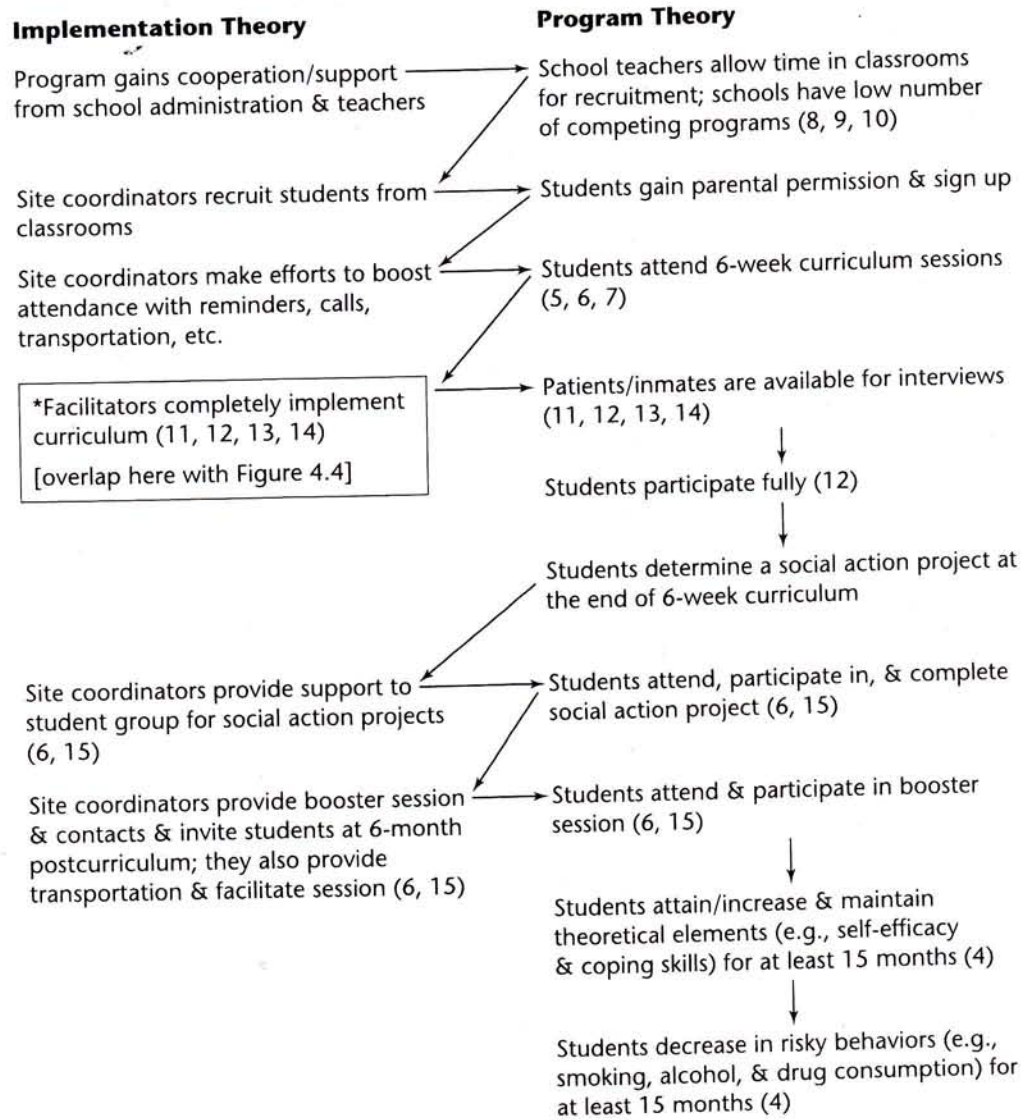 Implementation Theory
Program Theory
Program gains cooperation/support
from school administration & teachers
School teachers allow time in classrooms
for recruitment; schools have low number
of competing programs (8, 9, 10)
Site coordinators recruit students from
classrooms
Students gain parental permission & sign up
Site coordinators make efforts to boost
attendance with reminders, calls,
transportation, etc.
Students attend 6-week curriculum sessions
(5, 6, 7)
*Facilitators completely implement
curriculum (11, 12, 13, 14)
[overlap here with Figure 4.4]
Patients/inmates are available for interviews
(11, 12, 13, 14)
Students participate fully (12)
Students determine a social action project at
the end of 6-week curriculum
Site coordinators provide support to
student group for social action projects
(6, 15)
Students attend, participate in, & complete
social action project (6, 15)
Site coordinators provide booster session
& contacts & invite students at 6-month
postcurriculum; they also provide
transportation & facilitate session (6, 15)
Students attend & participate in booster
session (6, 15)
Students attain/increase & maintain
theoretical elements (e.g., self-efficacy
& coping skills) for at least 15 months (4)
Students decrease in risky behaviors (e.g.,
smoking, alcohol, & drug consumption) for
at least 15 months (4)